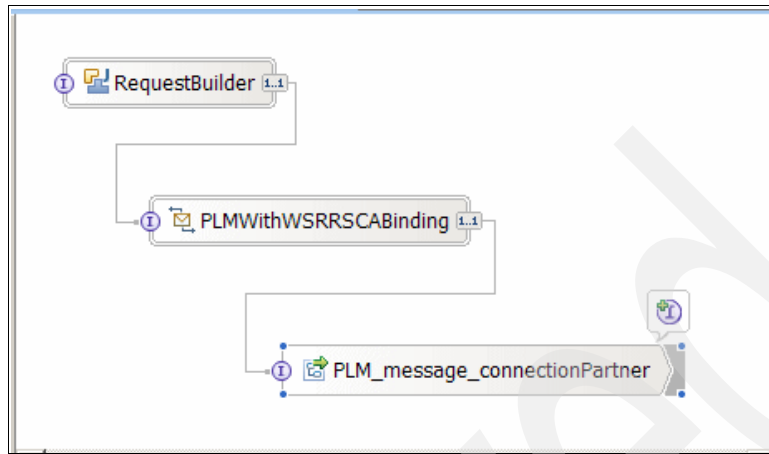 I RequestBuilder 1..1
I PLMWithWSRRSCABinding 1..1
I
I PLM_message_connectionPartner